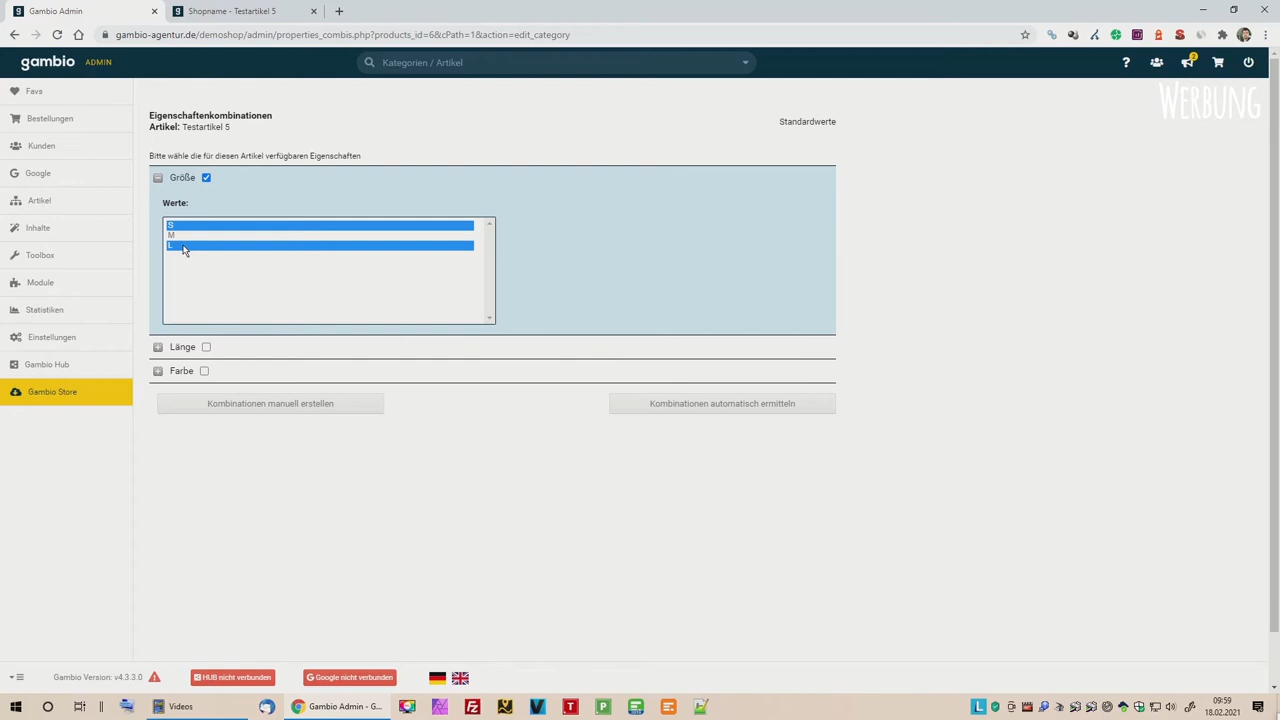 Gambio Admin
Shopname - Testartikel 5
gambio-agentur.de/demoshop/admin/properties_combis.php?products_id=6&cPath=1&action=edit_category
gambio ADMIN
Kategorien / Artikel
2
WERBUNG
Favs
Bestellungen
Kunden
Google
Artikel
Inhalte
Toolbox
Module
Statistiken
Einstellungen
Gambio Hub
Gambio Store
Eigenschaftenkombinationen
Artikel: Testartikel 5
Standardwerte
Bitte wähle die für diesen Artikel verfügbaren Eigenschaften
Größe
Werte:
S
M
L
Länge
Farbe
Kombinationen manuell erstellen
Kombinationen automatisch ermitteln
Gambio Version: v4.3.3.0
HUB nicht verbunden
Google nicht verbunden
Videos
Gambio Admin - G...
09:59
18.02.2021